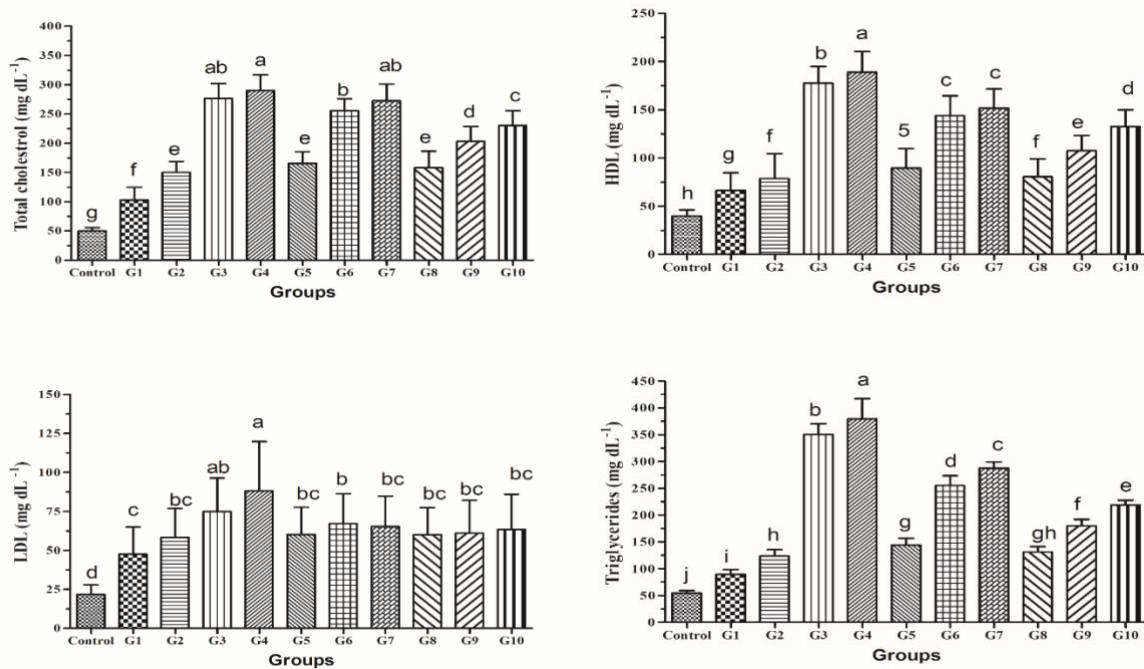 Total cholestrol (mg dL-1)
400
350
300
250
200
150
100
50
0
g
f
e
ab
a
e
b
ab
e
d
c
Control G1 G2 G3 G4 G5 G6 G7 G8 G9 G10
Groups
HDL (mg dL-1)
250
200
150
100
50
0
h
g
f
b
a
5
c
c
f
e
d
Control G1 G2 G3 G4 G5 G6 G7 G8 G9 G10
Groups
LDL (mg dL-1)
150
125
100
75
50
25
0
d
c
bc
ab
a
bc
b
bc
bc
bc
bc
Control G1 G2 G3 G4 G5 G6 G7 G8 G9 G10
Groups
Triglycerides (mg dL-1)
450
400
350
300
250
200
150
100
50
0
j
i
h
b
a
g
d
c
gh
f
e
Control G1 G2 G3 G4 G5 G6 G7 G8 G9 G10
Groups